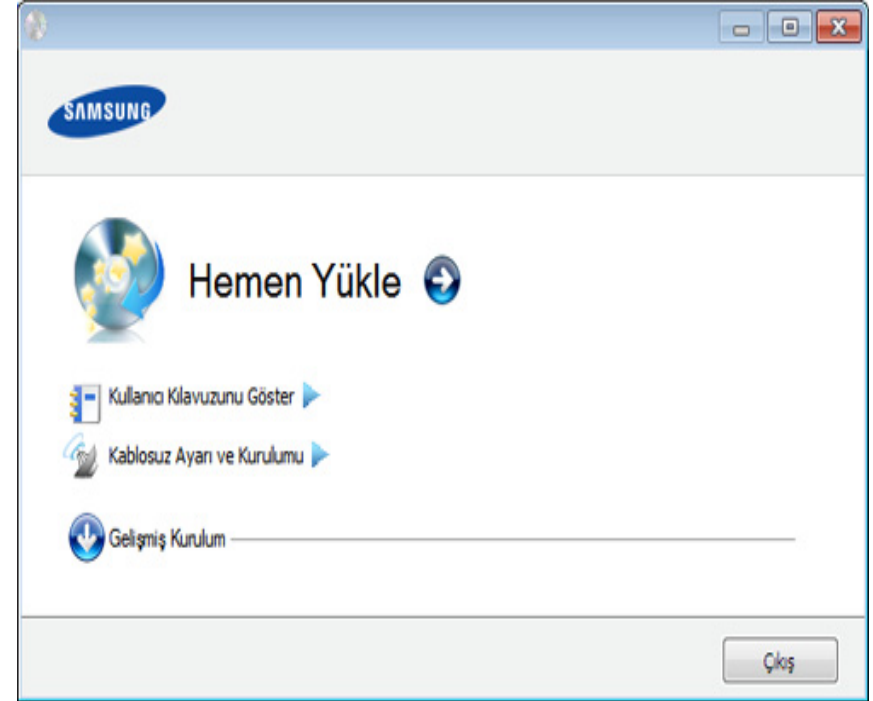 SAMSUNG
Hemen Yükle
Kullanıcı Kılavuzunu Göster
Kablosuz Ayarı ve Kurulumu
Gelişmiş Kurulum
Çıkış